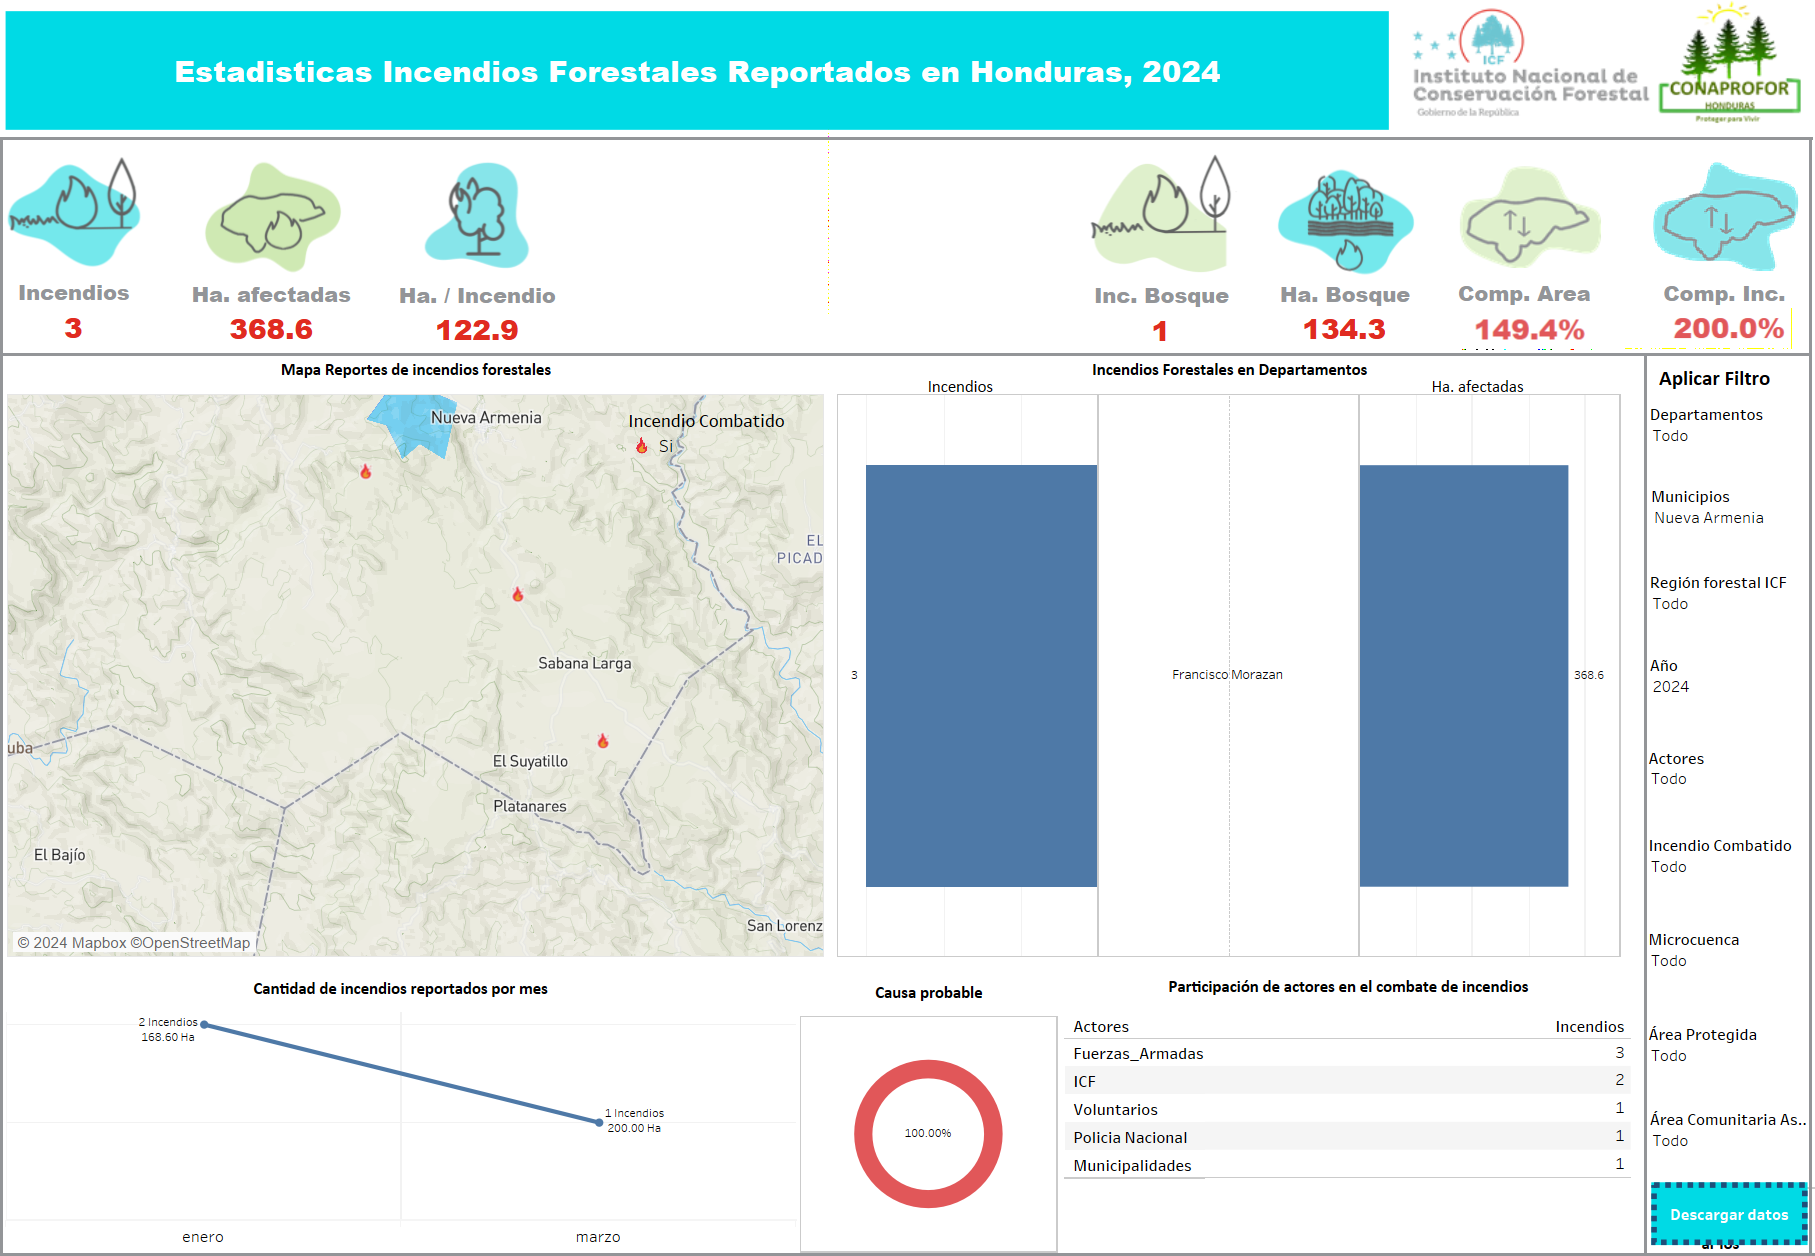 Estadisticas Incendios Forestales Reportados en Honduras, 2024
ICF
Instituto Nacional de
Conservación Forestal
Gobierno de la República
CONAPROFOR
HONDURAS
Proteger para Vivir
Incendios
3
Ha. afectadas
368.6
Ha. / Incendio
122.9
Inc. Bosque
1
Ha. Bosque
134.3
Comp. Area
149.4%
Comp. Inc.
200.0%
Mapa Reportes de incendios forestales
Nueva Armenia
Incendio Combatido
Si
EL
PICAD
Sabana Larga
uba
El Suyatillo
Platanares
El Bajío
San Lorenz
© 2024 Mapbox ©OpenStreetMap
Incendios Forestales en Departamentos
Incendios
Ha. afectadas
3
Francisco Morazan
368.6
Aplicar Filtro
Departamentos
Todo
Municipios
Nueva Armenia
Región forestal ICF
Todo
Año
2024
Actores
Todo
Incendio Combatido
Todo
Microcuenca
Todo
Área Protegida
Todo
Área Comunitaria As..
Todo
Descargar datos
Cantidad de incendios reportados por mes
2 Incendios
168.60 Ha
1 Incendios
200.00 Ha
enero
marzo
Causa probable
100.00%
Participación de actores en el combate de incendios
Actores Incendios
Fuerzas_Armadas 3
ICF 2
Voluntarios 1
Policia Nacional 1
Municipalidades 1